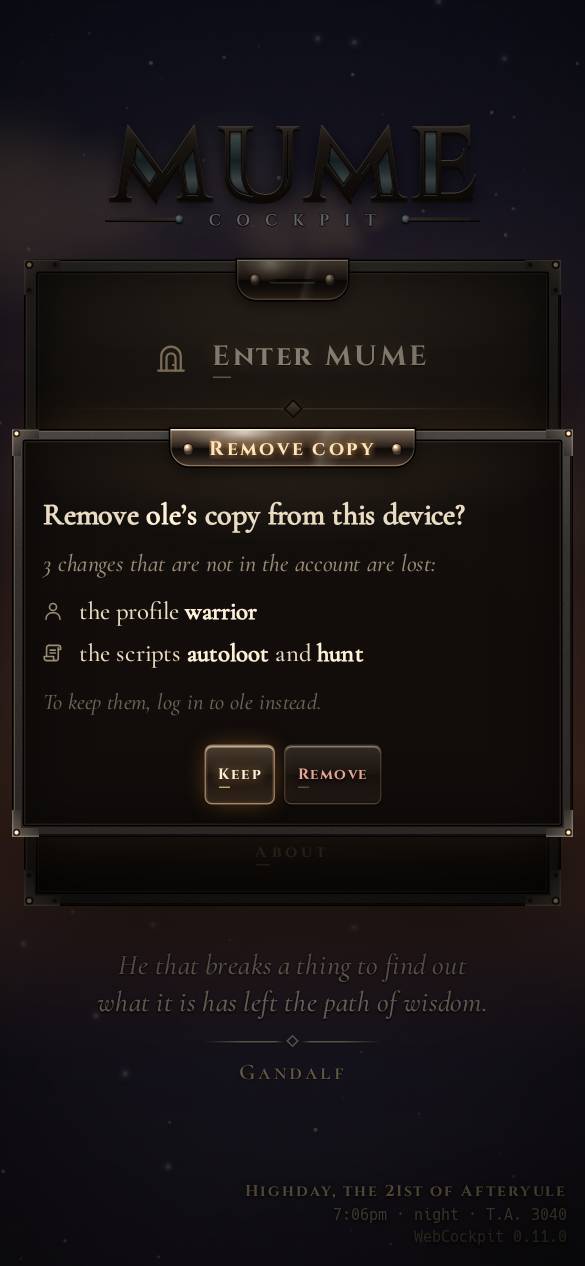 MUME
COCKPIT
Enter MUME
Remove copy
Remove ole's copy from this device?
3 changes that are not in the account are lost:
the profile warrior
the scripts autoloot and hunt
To keep them, log in to ole instead.
Keep Remove
About
He that breaks a thing to find out
what it is has left the path of wisdom.
Gandalf
Highday, the 21st of Afteryule
7:06pm · night · T.A. 3040
WebCockpit 0.11.0